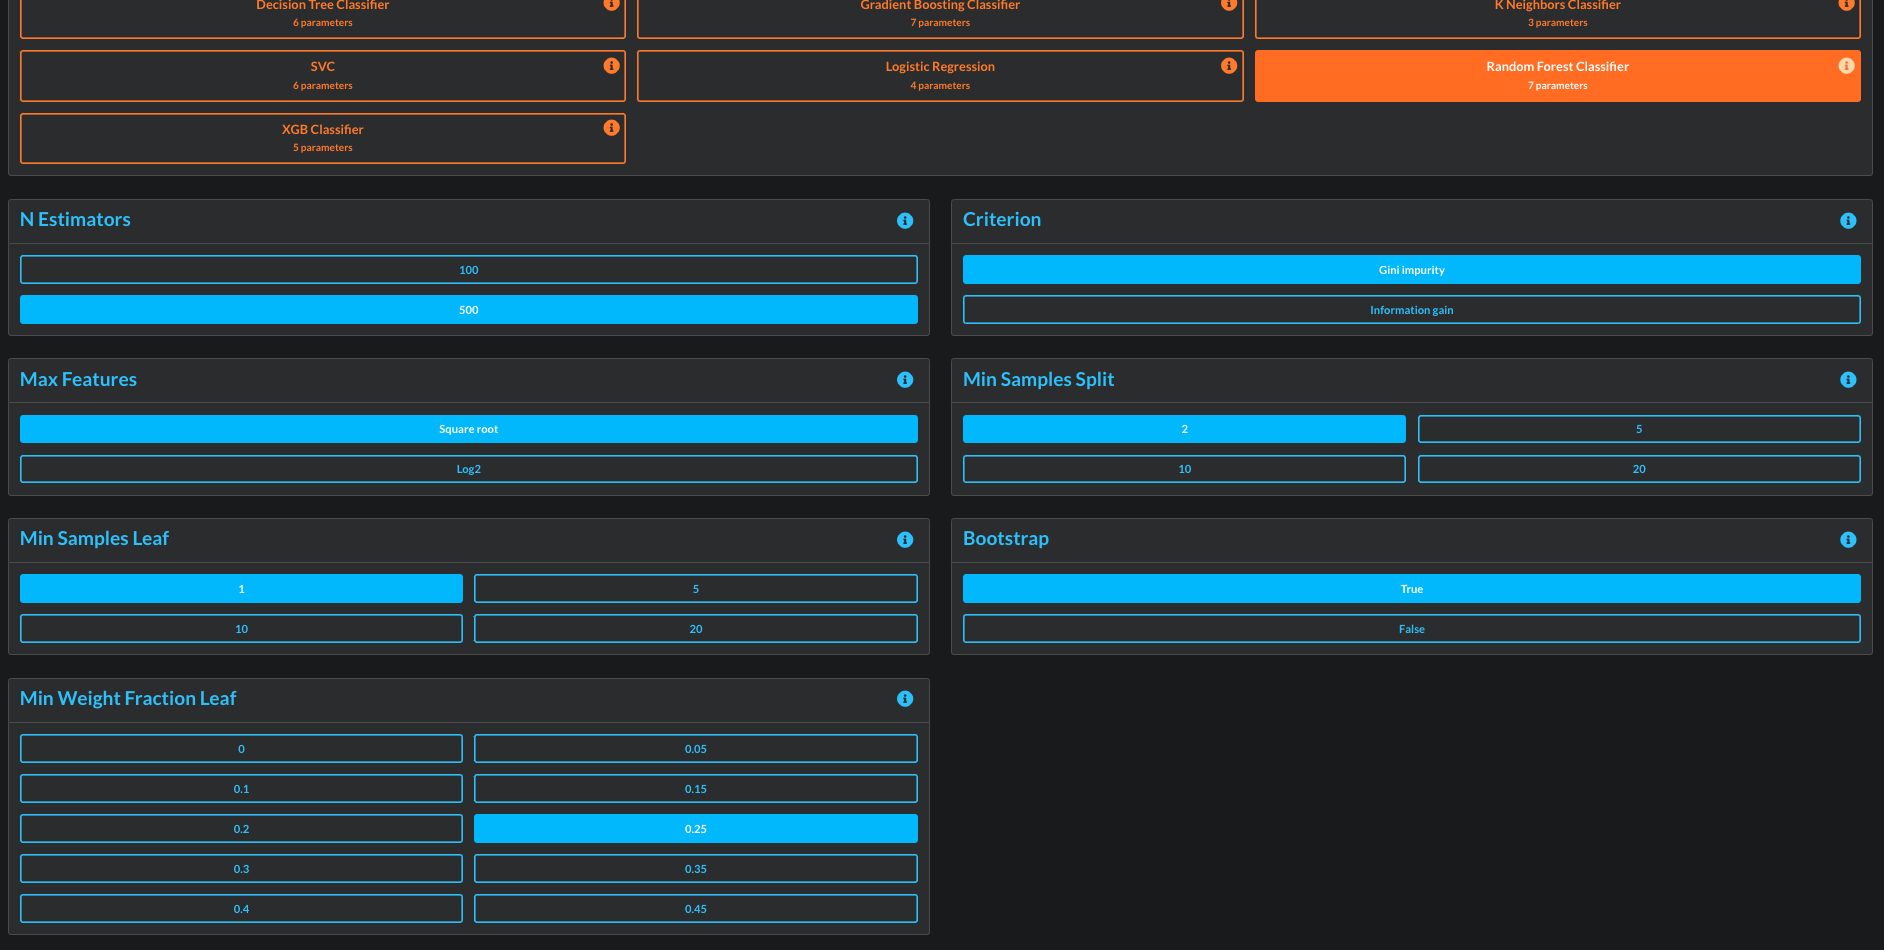 Decision Tree Classifier
6 parameters
Gradient Boosting Classifier
7 parameters
K Neighbors Classifier
3 parameters
SVC
6 parameters
Logistic Regression
4 parameters
Random Forest Classifier
7 parameters
XGB Classifier
5 parameters
N Estimators
100
500
Criterion
Gini impurity
Information gain
Max Features
Square root
Log2
Min Samples Split
2
5
10
20
Min Samples Leaf
1
5
10
20
Bootstrap
True
False
Min Weight Fraction Leaf
0
0.05
0.1
0.15
0.2
0.25
0.3
0.35
0.4
0.45